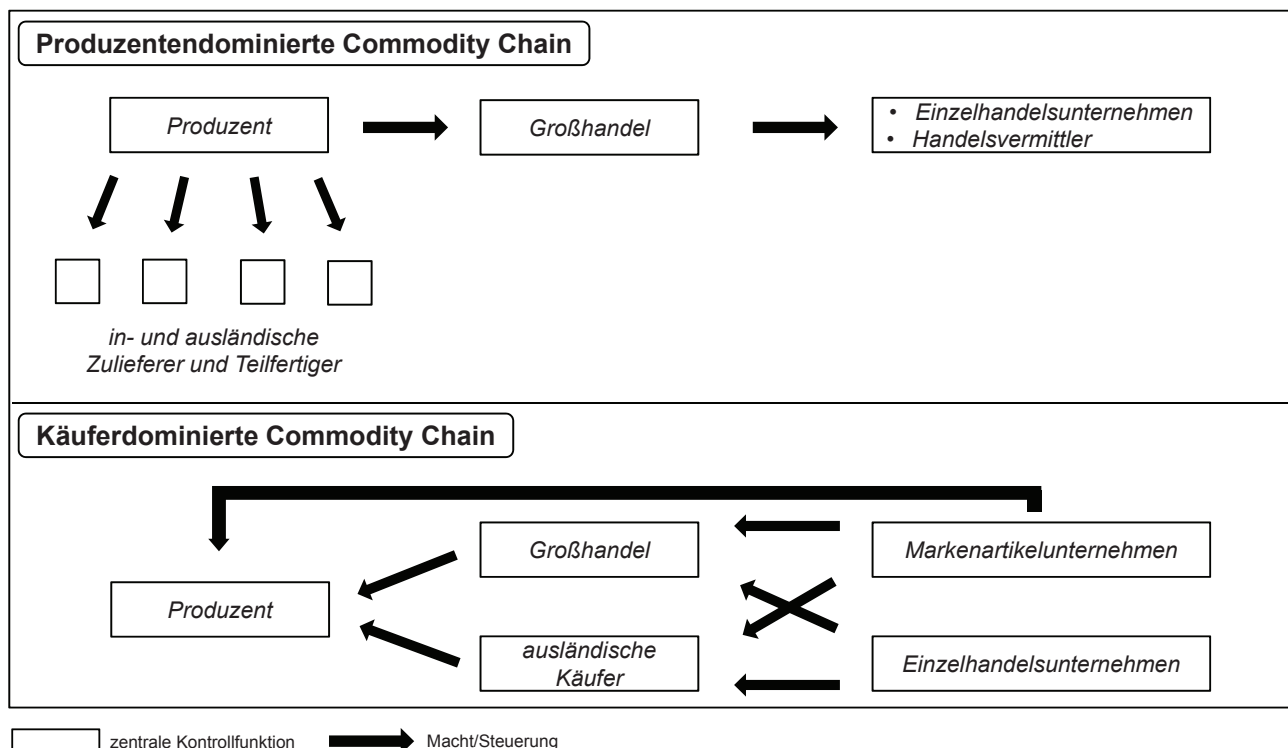 Produzentendominierte Commodity Chain
Produzent
Großhandel
• Einzelhandelsunternehmen
• Handelsvermittler
in- und ausländische
Zulieferer und Teilfertiger
Käuferdominierte Commodity Chain
Großhandel
Markenartikelunternehmen
Produzent
ausländische
Käufer
Einzelhandelsunternehmen
zentrale Kontrollfunktion
Macht/Steuerung